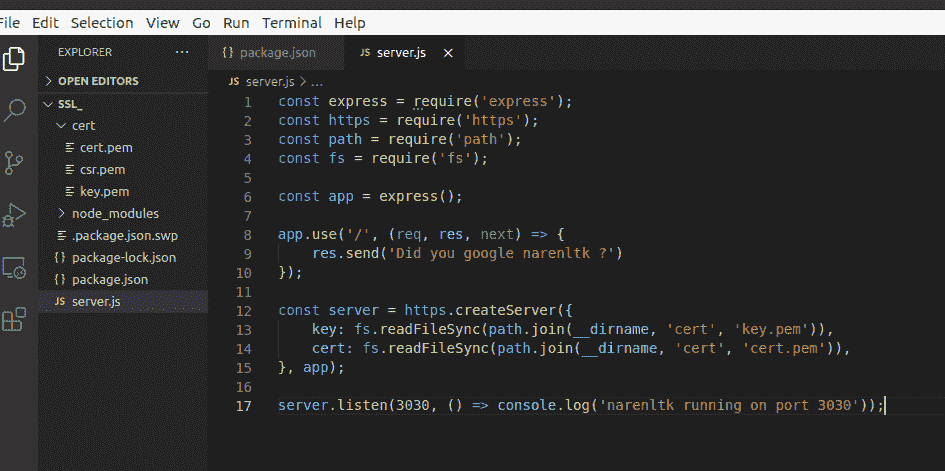 File Edit Selection View Go Run Terminal Help
EXPLORER ...
{} package.json
JS server.js ×
> OPEN EDITORS
JS server.js > ...
SSL_
cert
cert.pem
csr.pem
key.pem
> node_modules
.package.json.swp
{} package-lock.json
{} package.json
JS server.js
1 const express = require('express');
2 const https = require('https');
3 const path = require('path');
4 const fs = require('fs');
5
6 const app = express();
7
8 app.use('/', (req, res, next) => {
9 res.send('Did you google narenltk ?')
10 });
11
12 const server = https.createServer({
13 key: fs.readFileSync(path.join(__dirname, 'cert', 'key.pem')),
14 cert: fs.readFileSync(path.join(__dirname, 'cert', 'cert.pem')),
15 }, app);
16
17 server.listen(3030, () => console.log('narenltk running on port 3030'));